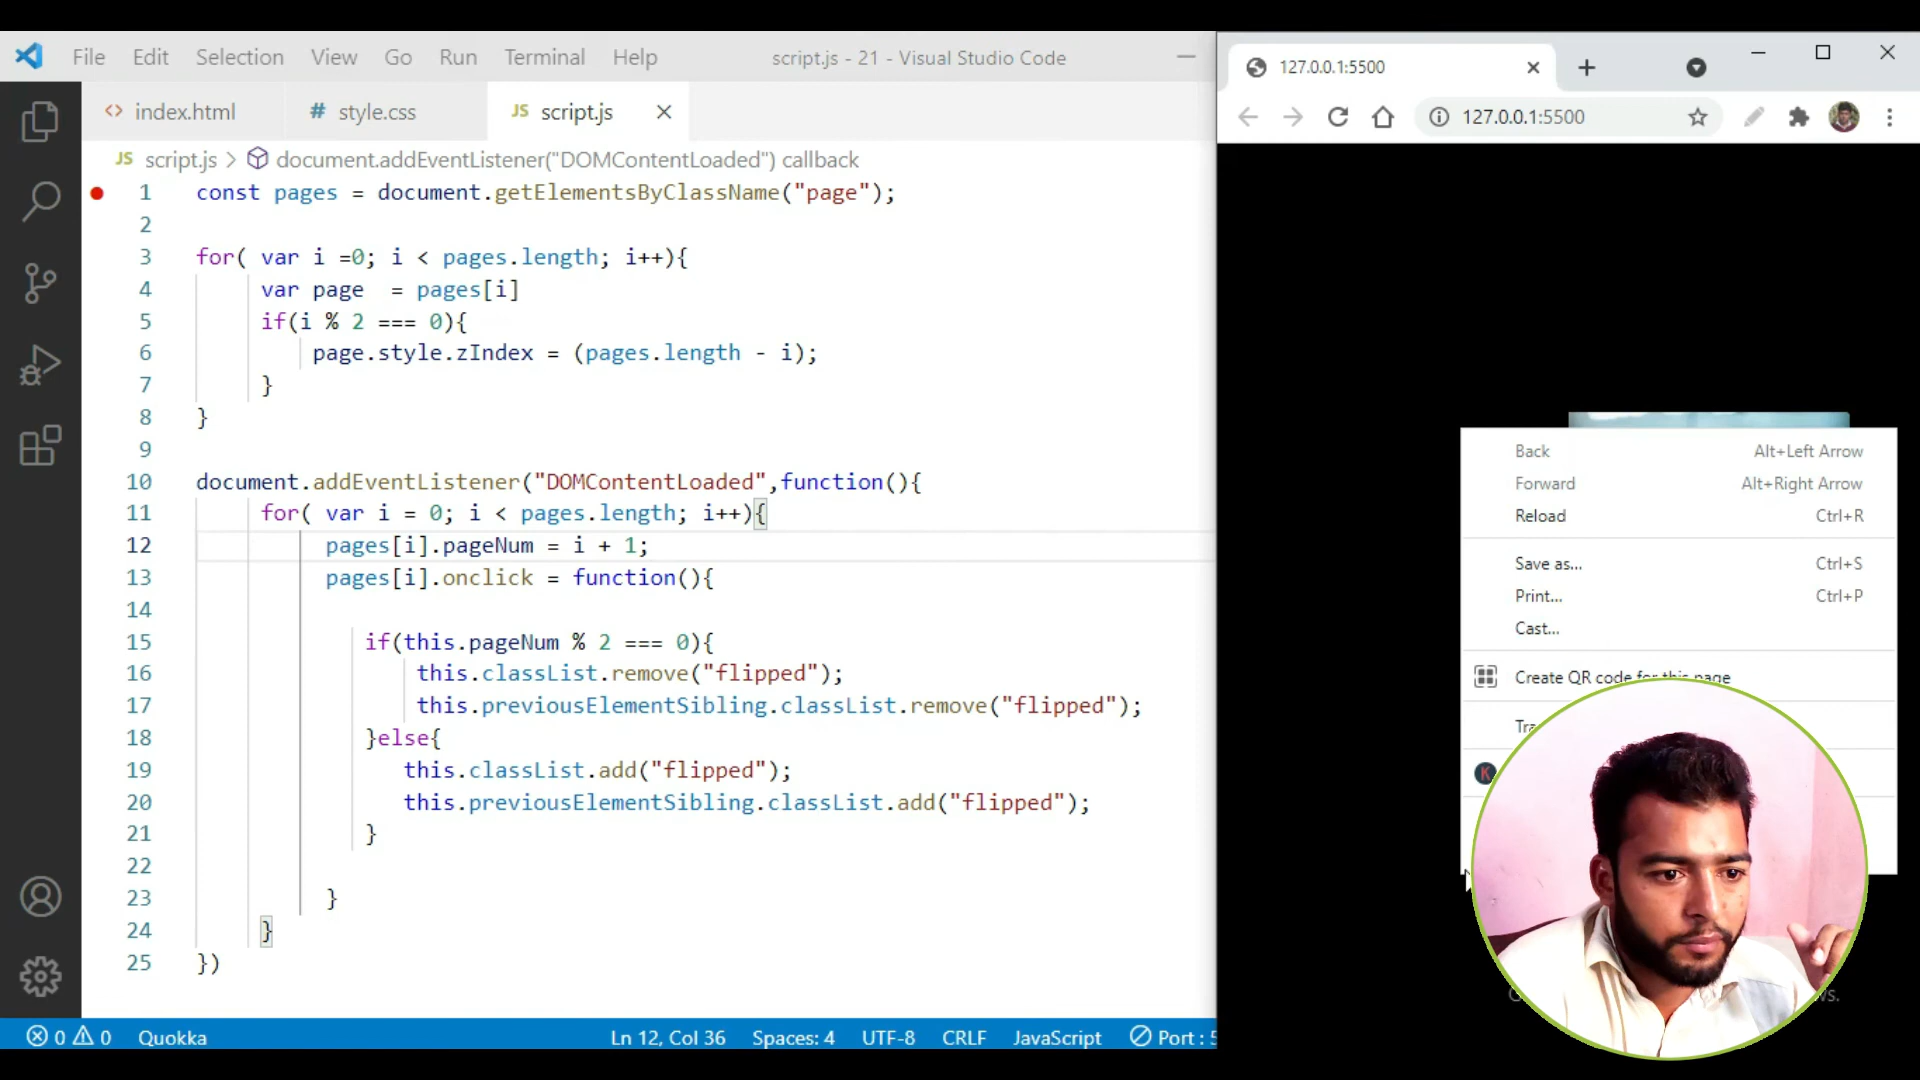 File Edit Selection View Go Run Terminal Help script.js - 21 - Visual Studio Code
<> index.html # style.css JS script.js
JS script.js > document.addEventListener("DOMContentLoaded") callback
1 const pages = document.getElementsByClassName("page");
2
3 for( var i =0; i < pages.length; i++){
4 var page  = pages[i]
5 if(i % 2 === 0){
6 page.style.zIndex = (pages.length - i);
7 }
8 }
9
10 document.addEventListener("DOMContentLoaded",function(){
11 for( var i = 0; i < pages.length; i++){
12 pages[i].pageNum = i + 1;
13 pages[i].onclick = function(){
14
15 if(this.pageNum % 2 === 0){
16 this.classList.remove("flipped");
17 this.previousElementSibling.classList.remove("flipped");
18 }else{
19 this.classList.add("flipped");
20 this.previousElementSibling.classList.add("flipped");
21 }
22
23 }
24 }
25 })
0 0 Quokka Ln 12, Col 36 Spaces: 4 UTF-8 CRLF JavaScript Port : 5
127.0.0.1:5500
127.0.0.1:5500
Back Alt+Left Arrow
Forward Alt+Right Arrow
Reload Ctrl+R
Save as... Ctrl+S
Print... Ctrl+P
Cast...
Create QR code for this page
K